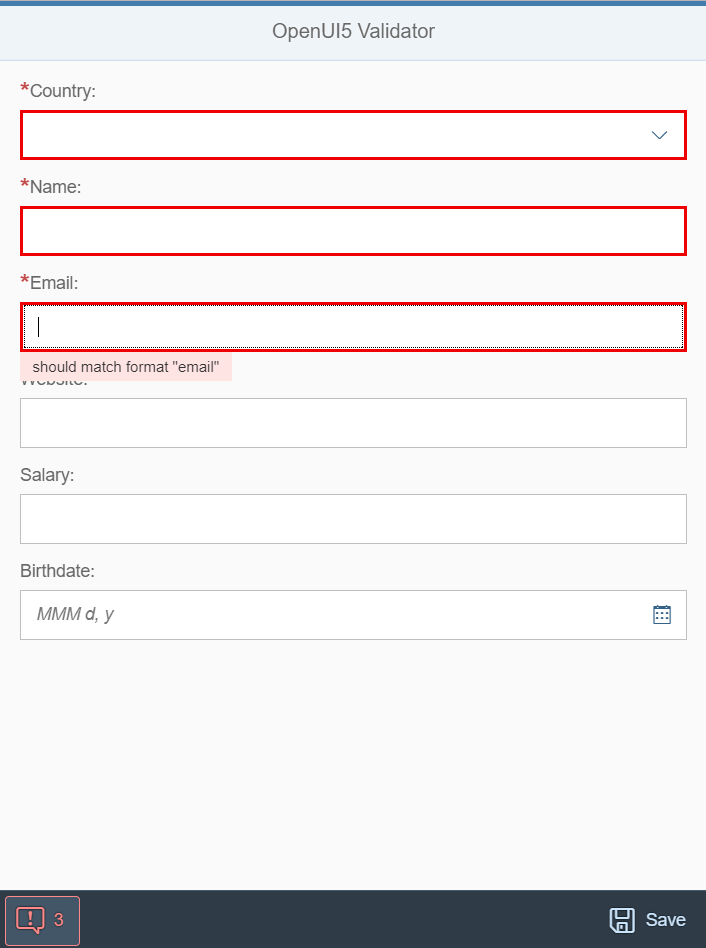 OpenUI5 Validator
*Country:
*Name:
*Email:
should match format "email"
Website:
Salary:
Birthdate:
MMM d, y
3
Save